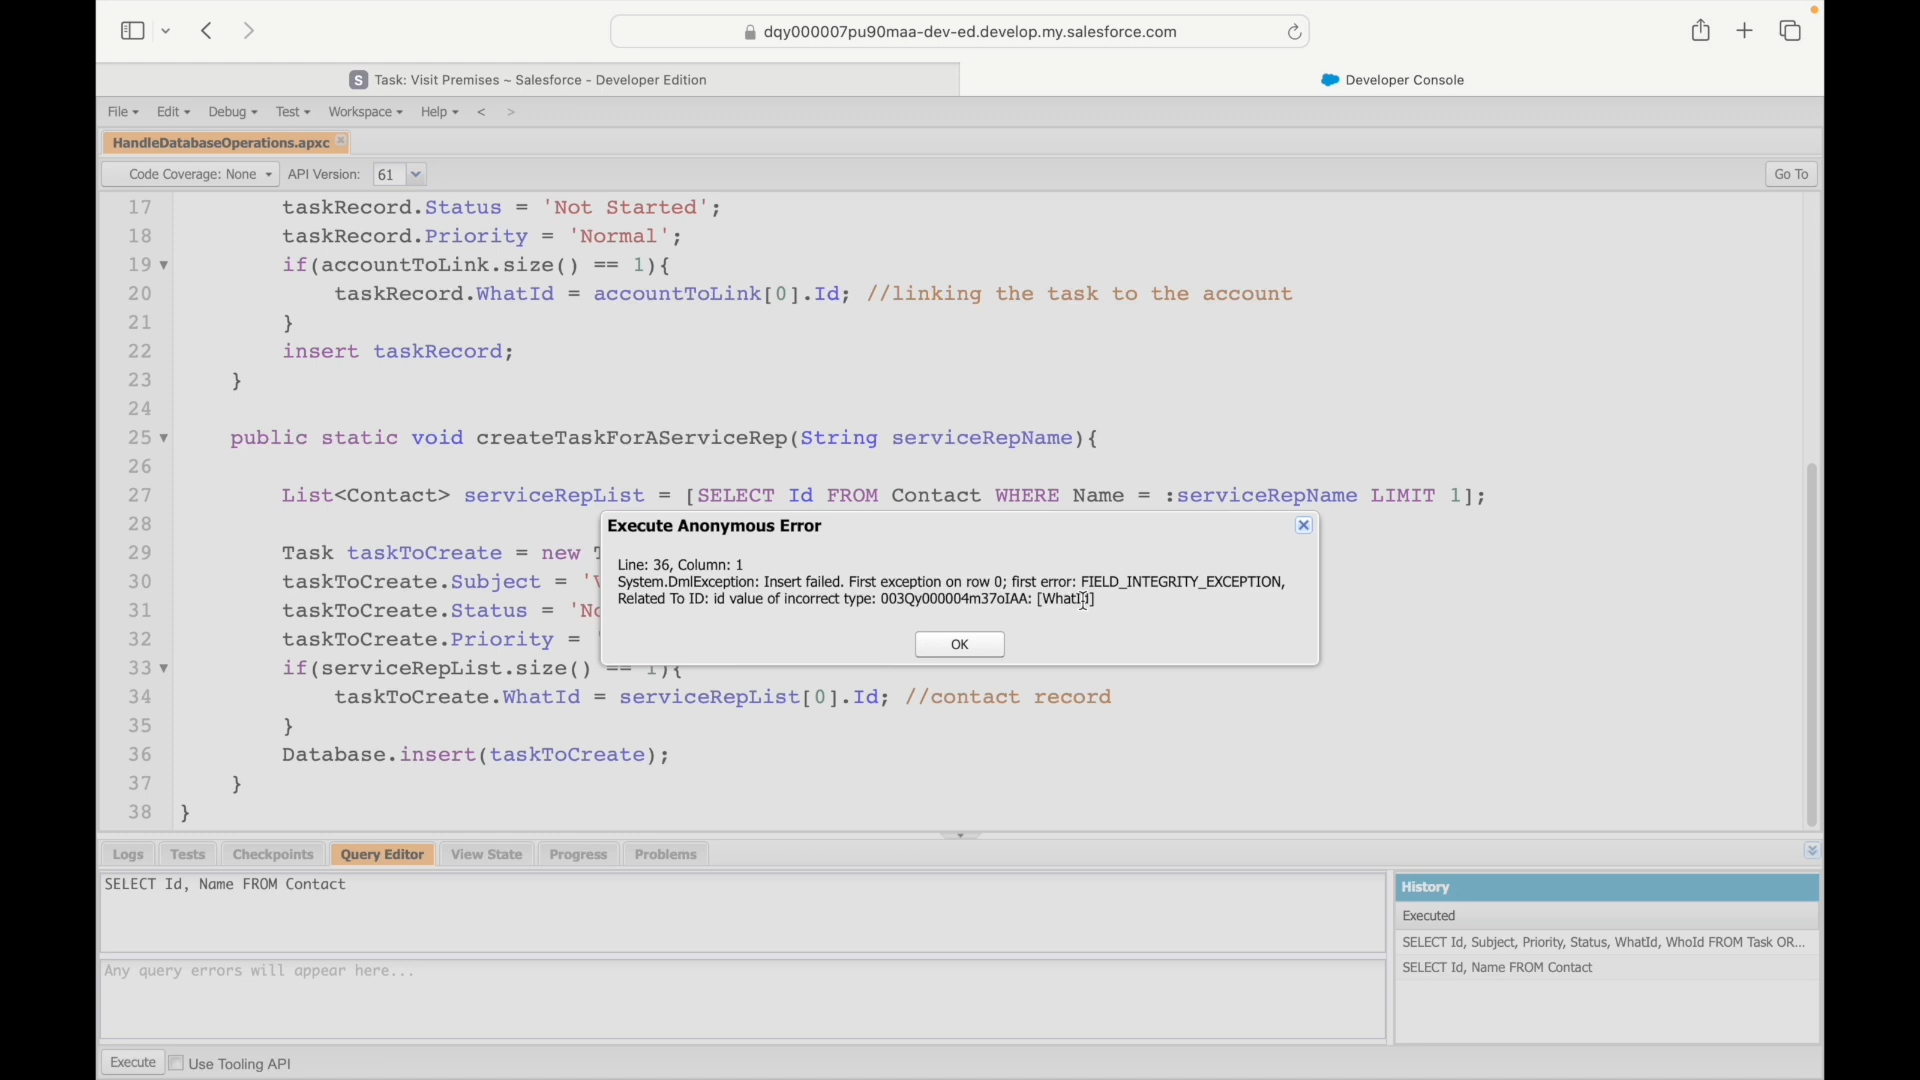 dqy000007pu90maa-dev-ed.develop.my.salesforce.com
S Task: Visit Premises ~ Salesforce - Developer Edition
Developer Console
File Edit Debug Test Workspace Help < >
HandleDatabaseOperations.apxc
Code Coverage: None API Version: 61 Go To
17 taskRecord.Status = 'Not Started';
18 taskRecord.Priority = 'Normal';
19 if(accountToLink.size() == 1){
20 taskRecord.WhatId = accountToLink[0].Id; //linking the task to the account
21 }
22 insert taskRecord;
23 }
24
25 public static void createTaskForAServiceRep(String serviceRepName){
26
27 List<Contact> serviceRepList = [SELECT Id FROM Contact WHERE Name = :serviceRepName LIMIT 1];
28
29 Task taskToCreate = new
30 taskToCreate.Subject = '
31 taskToCreate.Status = 'No
32 taskToCreate.Priority =
33 if(serviceRepList.size() == 1){
34 taskToCreate.WhatId = serviceRepList[0].Id; //contact record
35 }
36 Database.insert(taskToCreate);
37 }
38 }
Execute Anonymous Error
Line: 36, Column: 1
System.DmlException: Insert failed. First exception on row 0; first error: FIELD_INTEGRITY_EXCEPTION,
Related To ID: id value of incorrect type: 003Qy000004m37oIAA: [WhatId]
OK
Logs Tests Checkpoints Query Editor View State Progress Problems
SELECT Id, Name FROM Contact
Any query errors will appear here...
History
Executed
SELECT Id, Subject, Priority, Status, WhatId, WhoId FROM Task OR...
SELECT Id, Name FROM Contact
Execute Use Tooling API